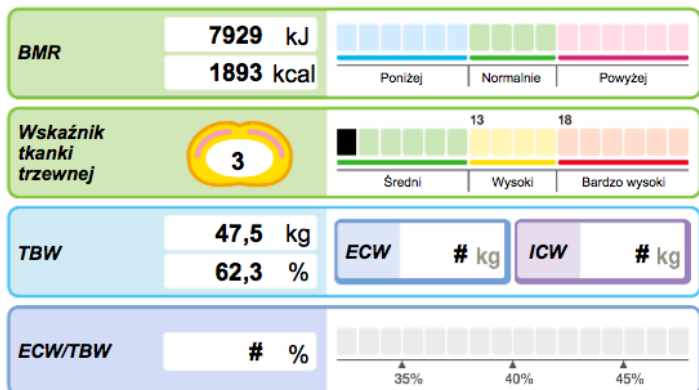 BMR
7929 kJ
1893 kcal
Poniżej Normalnie Powyżej
Wskaźnik
tkanki
trzewnej
3
13 18
Średni Wysoki Bardzo wysoki
TBW
47,5 kg
62,3 %
ECW # kg ICW # kg
ECW/TBW
# %
35% 40% 45%